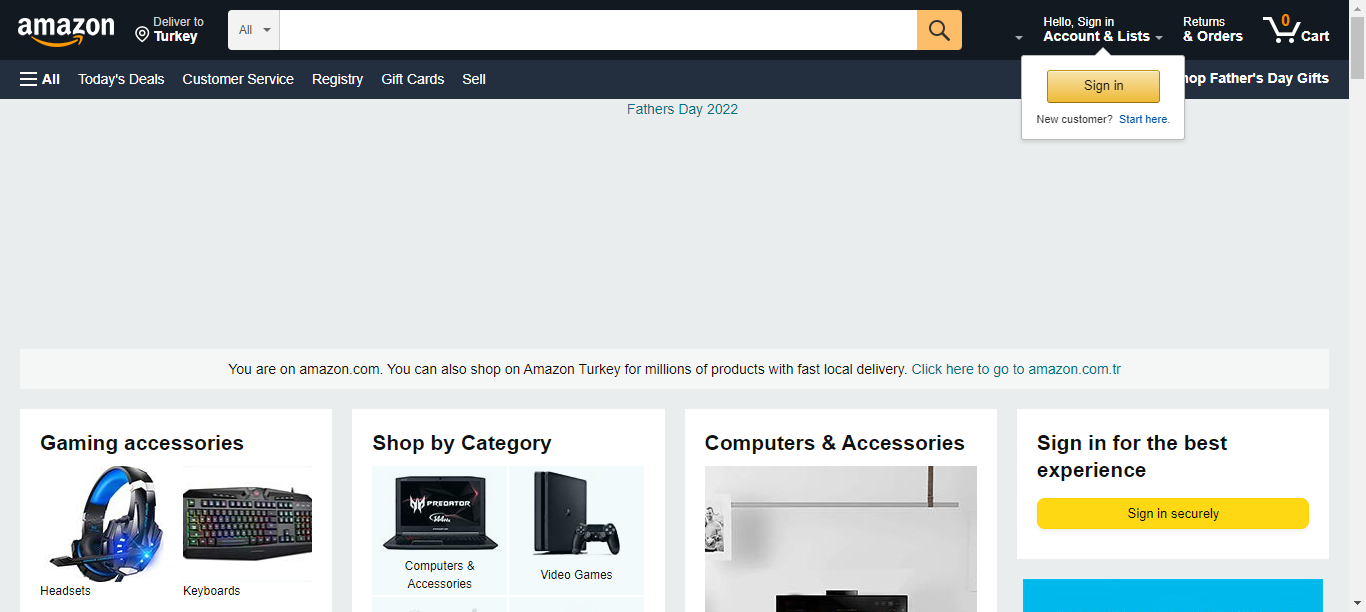 amazon
Deliver to
Turkey
All
Hello, Sign in
Account & Lists
Returns
& Orders
0
Cart
All
Today's Deals
Customer Service
Registry
Gift Cards
Sell
hop Father's Day Gifts
Sign in
New customer? Start here.
Fathers Day 2022
You are on amazon.com. You can also shop on Amazon Turkey for millions of products with fast local delivery. Click here to go to amazon.com.tr
Gaming accessories
Headsets
Keyboards
Shop by Category
PREDATOR
Computers &
Accessories
Video Games
Computers & Accessories
Sign in for the best
experience
Sign in securely